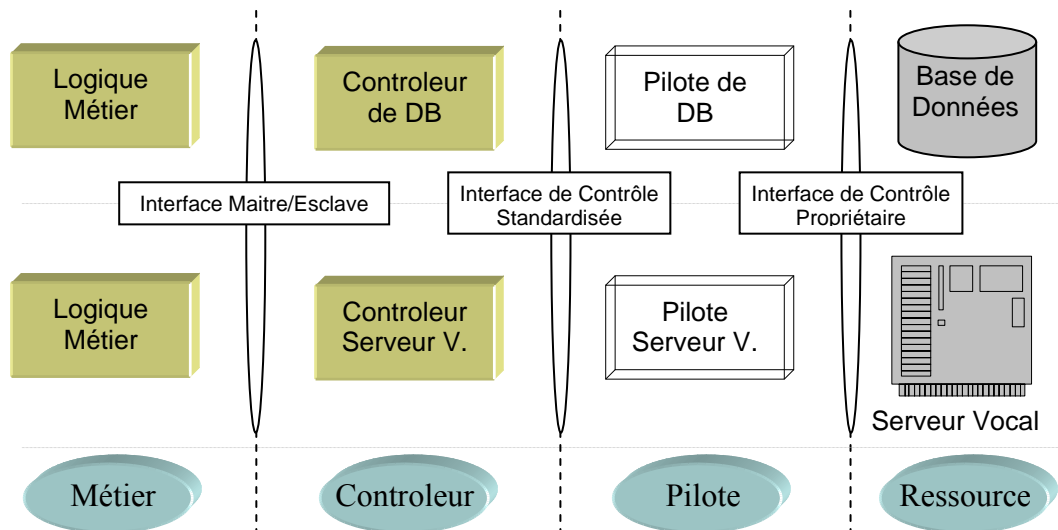 Logique
Métier
Controleur
de DB
Pilote de
DB
Base de
Données
Interface Maitre/Esclave
Interface de Contrôle
Standardisée
Interface de Contrôle
Propriétaire
Logique
Métier
Controleur
Serveur V.
Pilote
Serveur V.
Serveur Vocal
Métier
Controleur
Pilote
Ressource